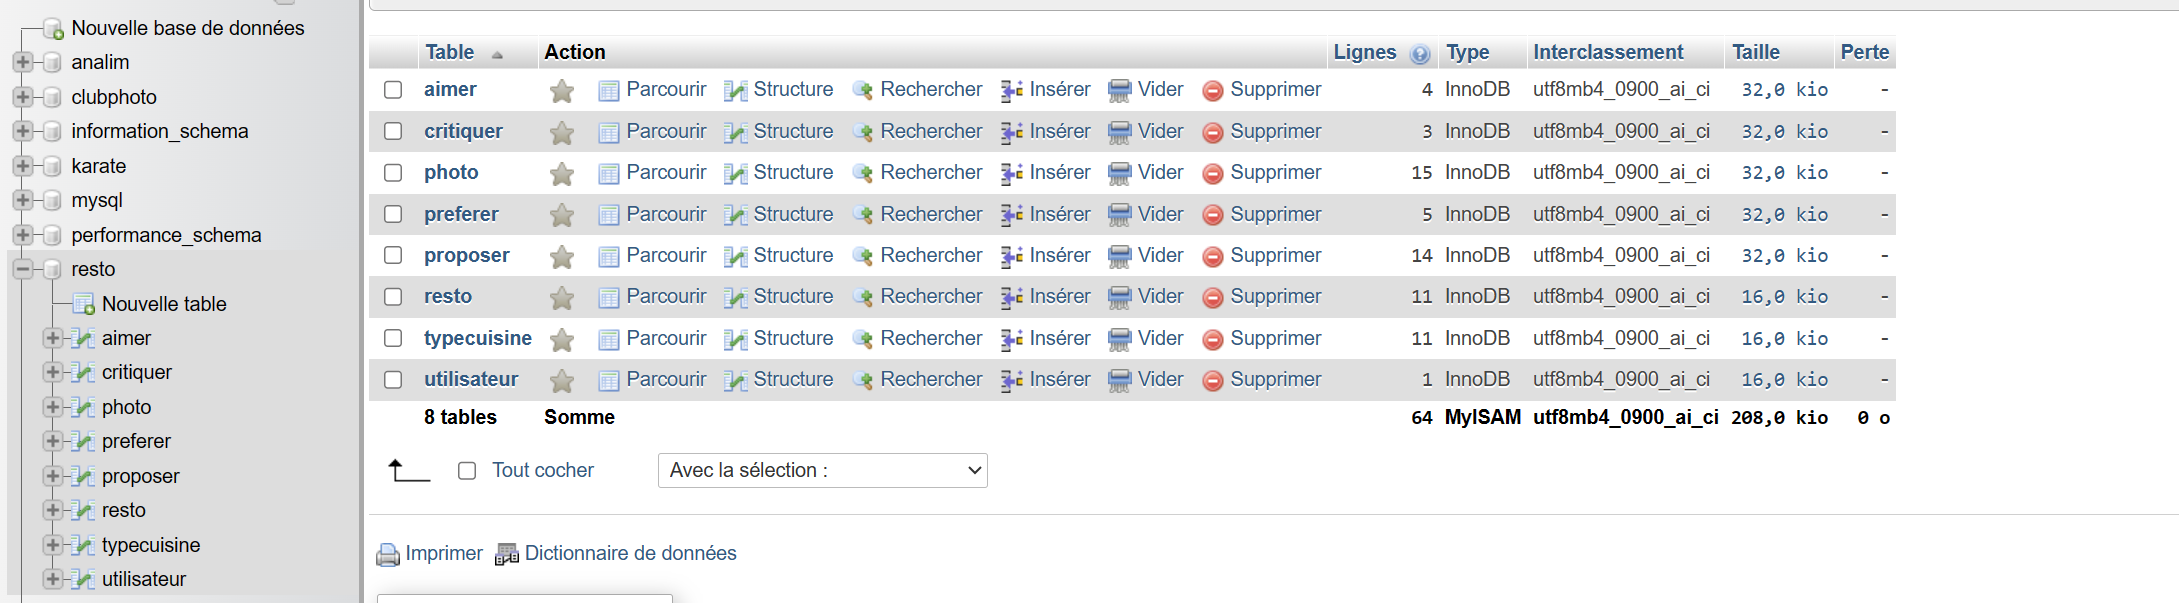 Nouvelle base de données
analim
clubphoto
information_schema
karate
mysql
performance_schema
resto
Nouvelle table
aimer
critiquer
photo
preferer
proposer
resto
typecuisine
utilisateur
Table Action Lignes Type Interclassement Taille Perte
aimer Parcourir Structure Rechercher Insérer Vider Supprimer 4 InnoDB utf8mb4_0900_ai_ci 32,0 kio -
critiquer Parcourir Structure Rechercher Insérer Vider Supprimer 3 InnoDB utf8mb4_0900_ai_ci 32,0 kio -
photo Parcourir Structure Rechercher Insérer Vider Supprimer 15 InnoDB utf8mb4_0900_ai_ci 32,0 kio -
preferer Parcourir Structure Rechercher Insérer Vider Supprimer 5 InnoDB utf8mb4_0900_ai_ci 32,0 kio -
proposer Parcourir Structure Rechercher Insérer Vider Supprimer 14 InnoDB utf8mb4_0900_ai_ci 32,0 kio -
resto Parcourir Structure Rechercher Insérer Vider Supprimer 11 InnoDB utf8mb4_0900_ai_ci 16,0 kio -
typecuisine Parcourir Structure Rechercher Insérer Vider Supprimer 11 InnoDB utf8mb4_0900_ai_ci 16,0 kio -
utilisateur Parcourir Structure Rechercher Insérer Vider Supprimer 1 InnoDB utf8mb4_0900_ai_ci 16,0 kio -
8 tables Somme 64 MyISAM utf8mb4_0900_ai_ci 208,0 kio 0 o
Tout cocher Avec la sélection :
Imprimer Dictionnaire de données